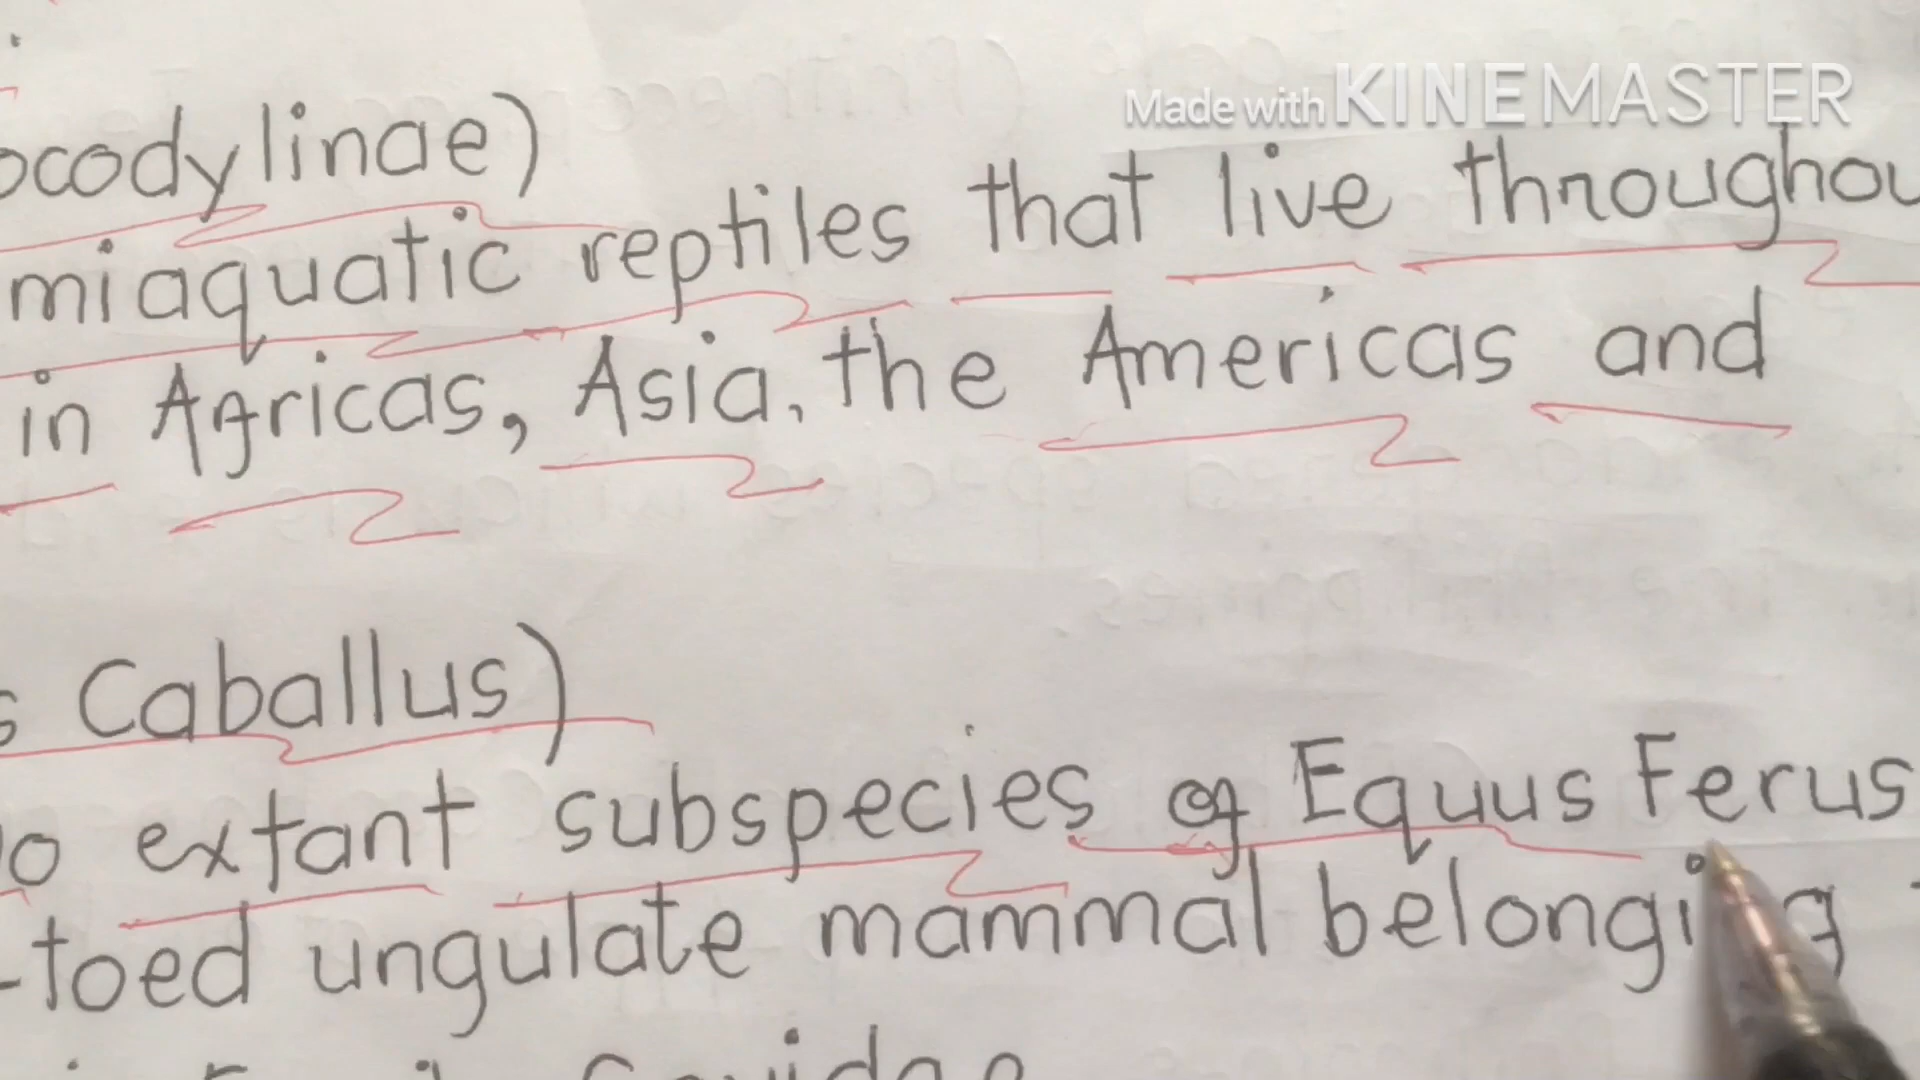 Made with KINEMASTER
ocodylinae)
miaquatic reptiles that live throughou
in Agricas, Asia, the Americas and
s Caballus)
o extant subspecies of Equus Ferus
-toed ungulate mammal belonging